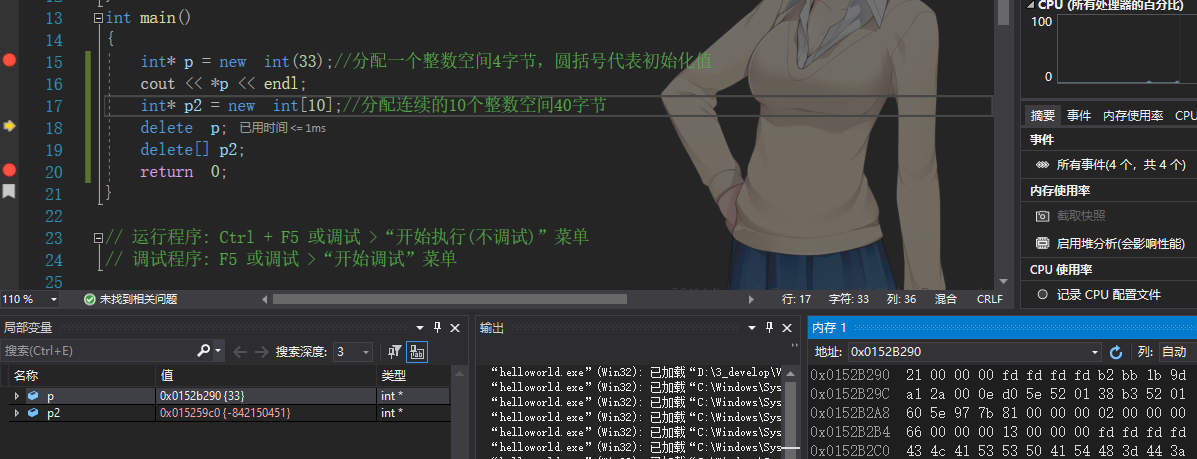 13 int main()
14 {
15 int* p = new  int(33);//分配一个整数空间4字节，圆括号代表初始化值
16 cout << *p << endl;
17 int* p2 = new  int[10];//分配连续的10个整数空间40字节
18 delete  p; 已用时间 <= 1ms
19 delete[] p2;
20 return  0;
21 }
22
23 // 运行程序: Ctrl + F5 或调试 >“开始执行(不调试)”菜单
24 // 调试程序: F5 或调试 >“开始调试”菜单
25
110 % 未找到相关问题 行: 17 字符: 33 列: 36 混合 CRLF
CPU (所有处理器的百分比)
100
0
摘要 事件 内存使用率 CPU
事件
所有事件(4 个，共 4 个)
内存使用率
截取快照
启用堆分析(会影响性能)
CPU 使用率
记录 CPU 配置文件
局部变量
搜索(Ctrl+E) 搜索深度: 3
名称 值 类型
p 0x0152b290 {33} int *
p2 0x015259c0 {-842150451} int *
输出
“helloworld.exe”(Win32): 已加载“D:\3_develop\V
“helloworld.exe”(Win32): 已加载“C:\Windows\Sys
“helloworld.exe”(Win32): 已加载“C:\Windows\Sys
“helloworld.exe”(Win32): 已加载“C:\Windows\Sys
“helloworld.exe”(Win32): 已加载“C:\Windows\Sys
“helloworld.exe”(Win32): 已加载“C:\Windows\Sys
内存 1
地址: 0x0152B290 列: 自动
0x0152B290 21 00 00 00 fd fd fd fd b2 bb 1b 9d
0x0152B29C a1 2a 00 0e d0 5e 52 01 38 b3 52 01
0x0152B2A8 60 5e 97 7b 81 00 00 00 02 00 00 00
0x0152B2B4 66 00 00 00 13 00 00 00 fd fd fd fd
0x0152B2C0 43 4c 41 53 53 50 41 54 48 3d 44 3a